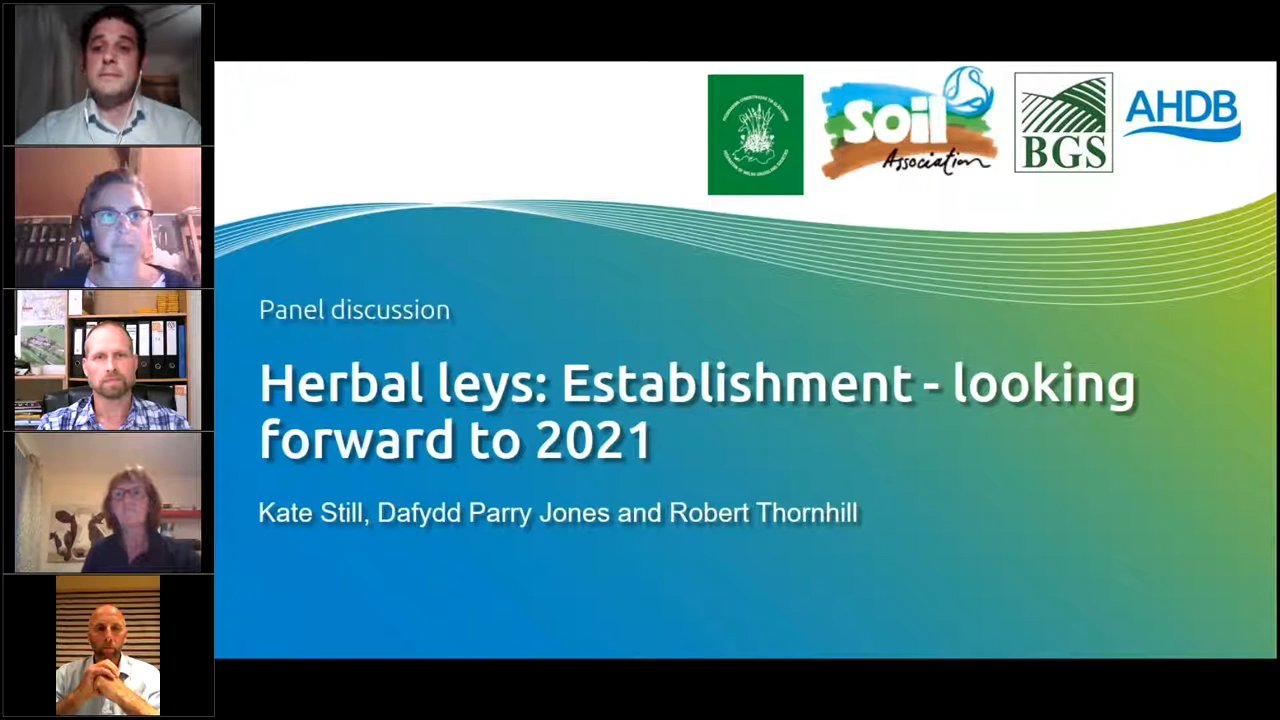 soil
Association
BGS
AHDB
Panel discussion
Herbal leys: Establishment - looking
forward to 2021
Kate Still, Dafydd Parry Jones and Robert Thornhill